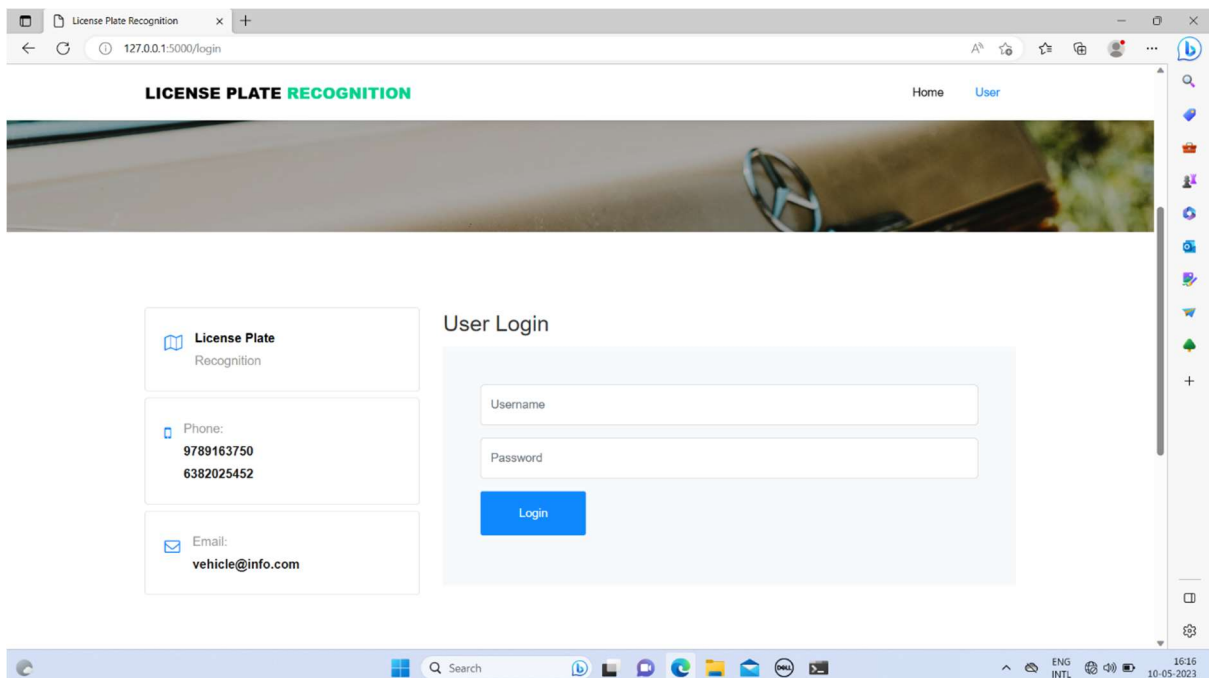 License Plate Recognition
127.0.0.1:5000/login
LICENSE PLATE RECOGNITION
Home
User
License Plate
Recognition
Phone:
9789163750
6382025452
Email:
vehicle@info.com
User Login
Username
Password
Login
Search
DELL
ENG
INTL
16:16
10-05-2023